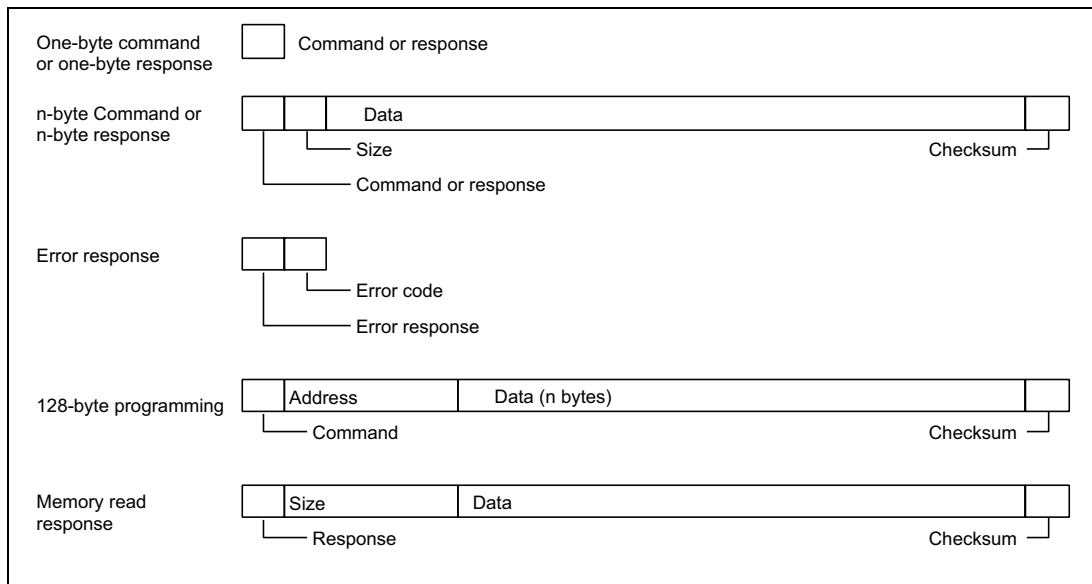 One-byte command
or one-byte response
Command or response
n-byte Command or
n-byte response
Data
Size
Checksum
Command or response
Error response
Error code
Error response
128-byte programming
Address
Data (n bytes)
Command
Checksum
Memory read
response
Size
Data
Response
Checksum